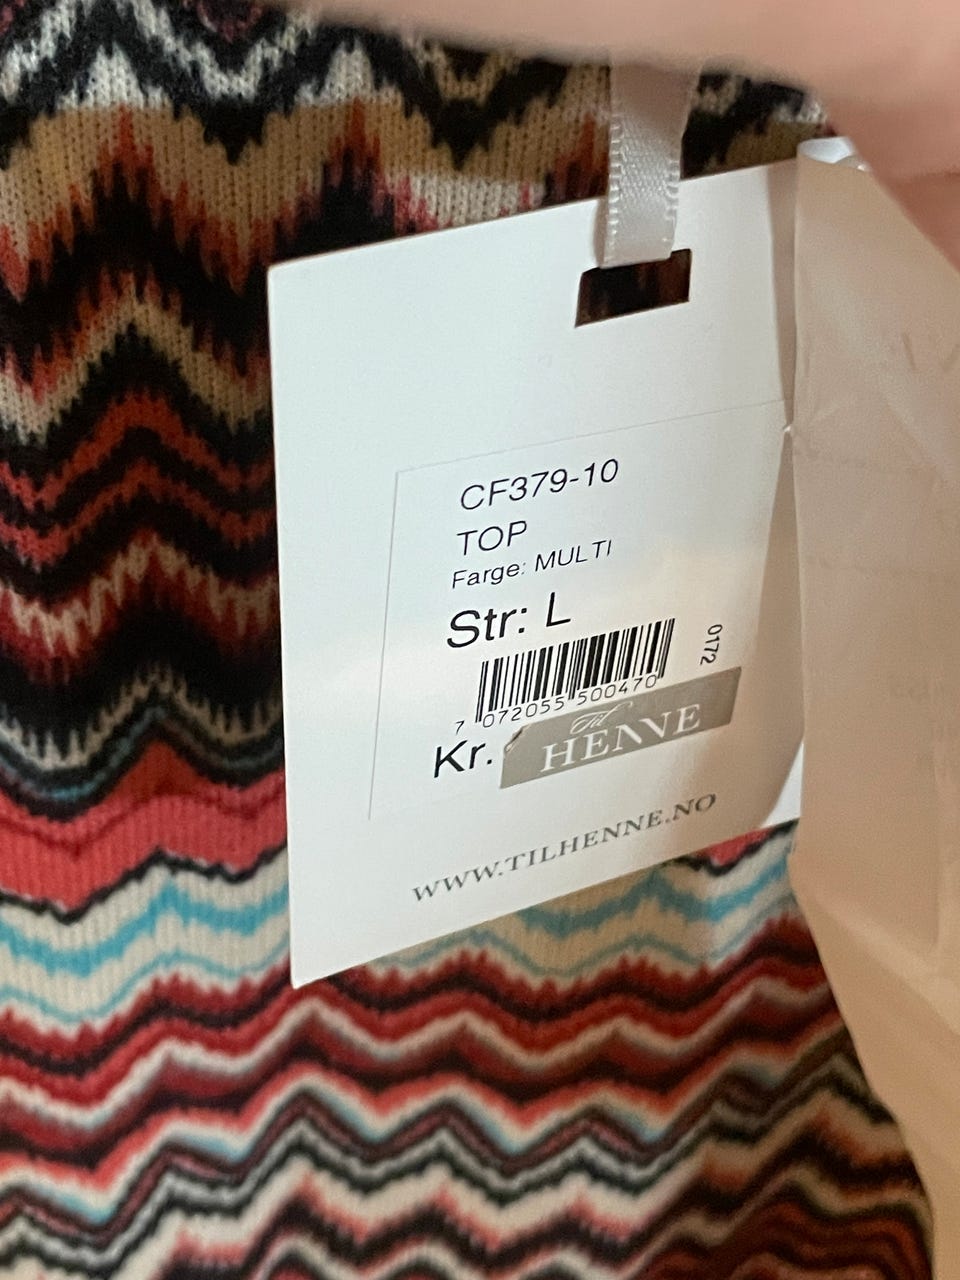 CF379-10
TOP
Farge: MULTI
Str: L
0172
7 072055 500470
Kr.
Til
HENNE
WWW.TILHENNE.NO